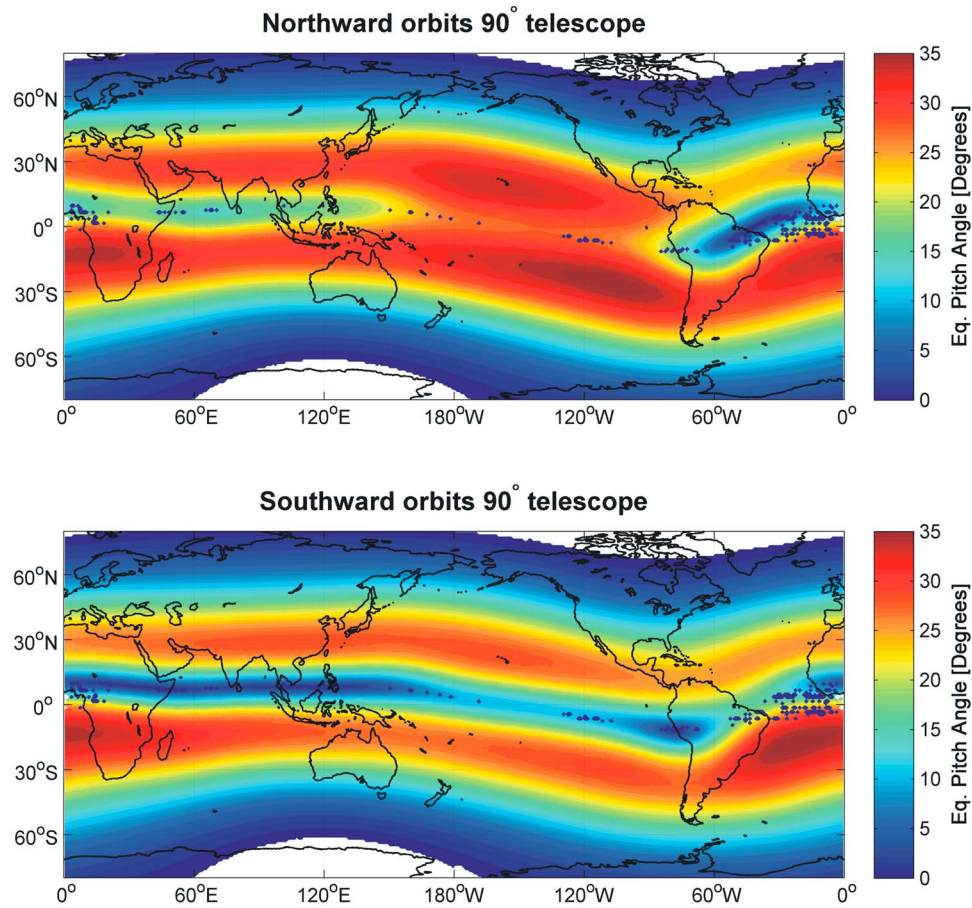 Northward orbits 90° telescope
60°N
30°N
0°
30°S
60°S
0° 60°E 120°E 180°W 120°W 60°W 0°
35
30
25
20
15
10
5
0
Eq. Pitch Angle [Degrees]
Southward orbits 90° telescope
60°N
30°N
0°
30°S
60°S
0° 60°E 120°E 180°W 120°W 60°W 0°
35
30
25
20
15
10
5
0
Eq. Pitch Angle [Degrees]